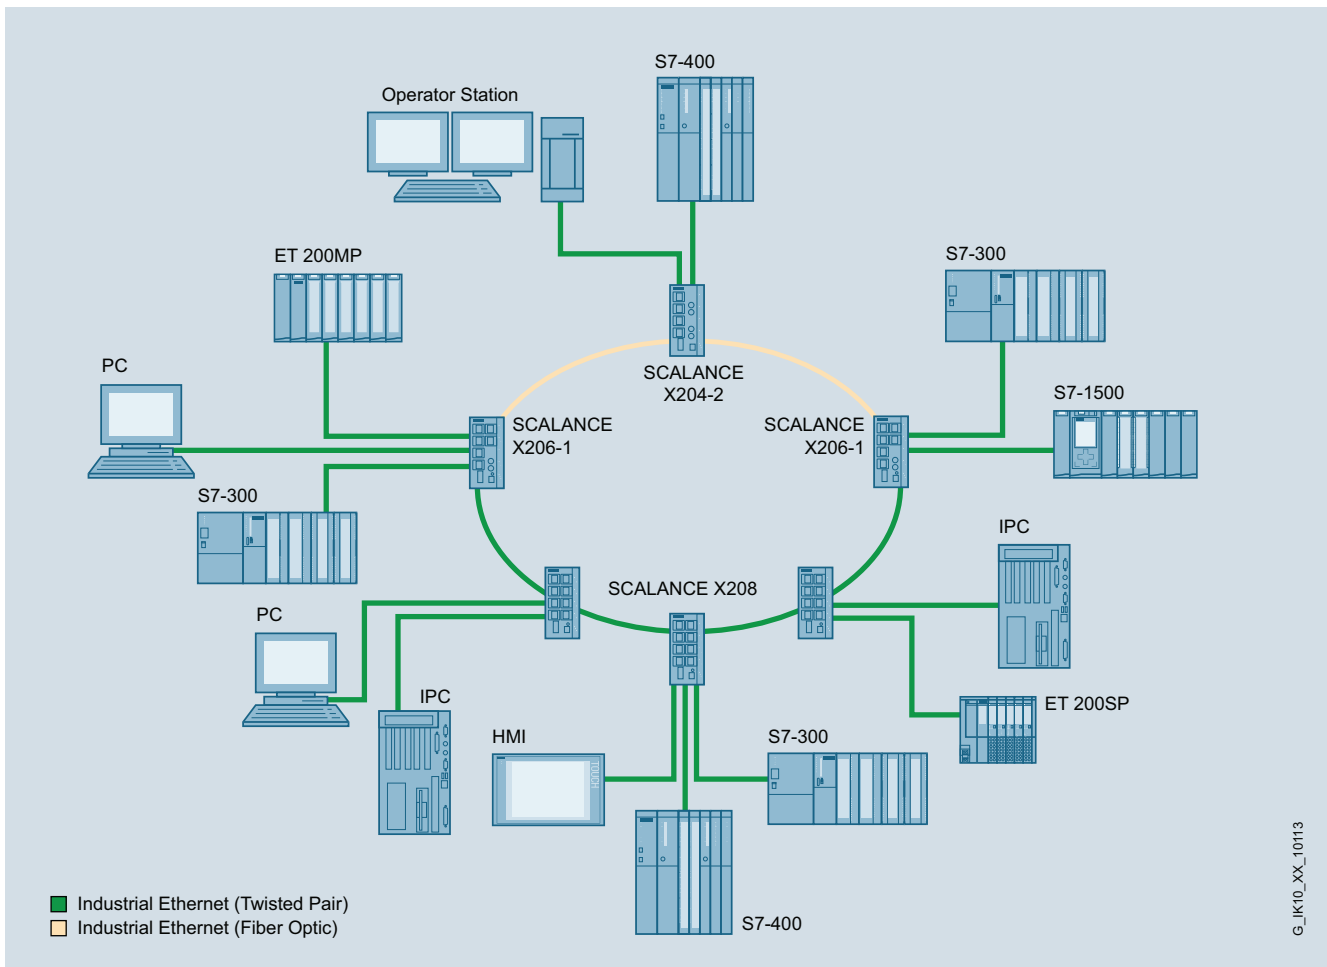 S7-400
Operator Station
ET 200MP
S7-300
PC
SCALANCE
X204-2
S7-1500
SCALANCE
X206-1
SCALANCE
X206-1
S7-300
IPC
SCALANCE X208
PC
IPC
ET 200SP
HMI
TOUCH
S7-300
S7-400
Industrial Ethernet (Twisted Pair)
Industrial Ethernet (Fiber Optic)
G_IK10_XX_10113